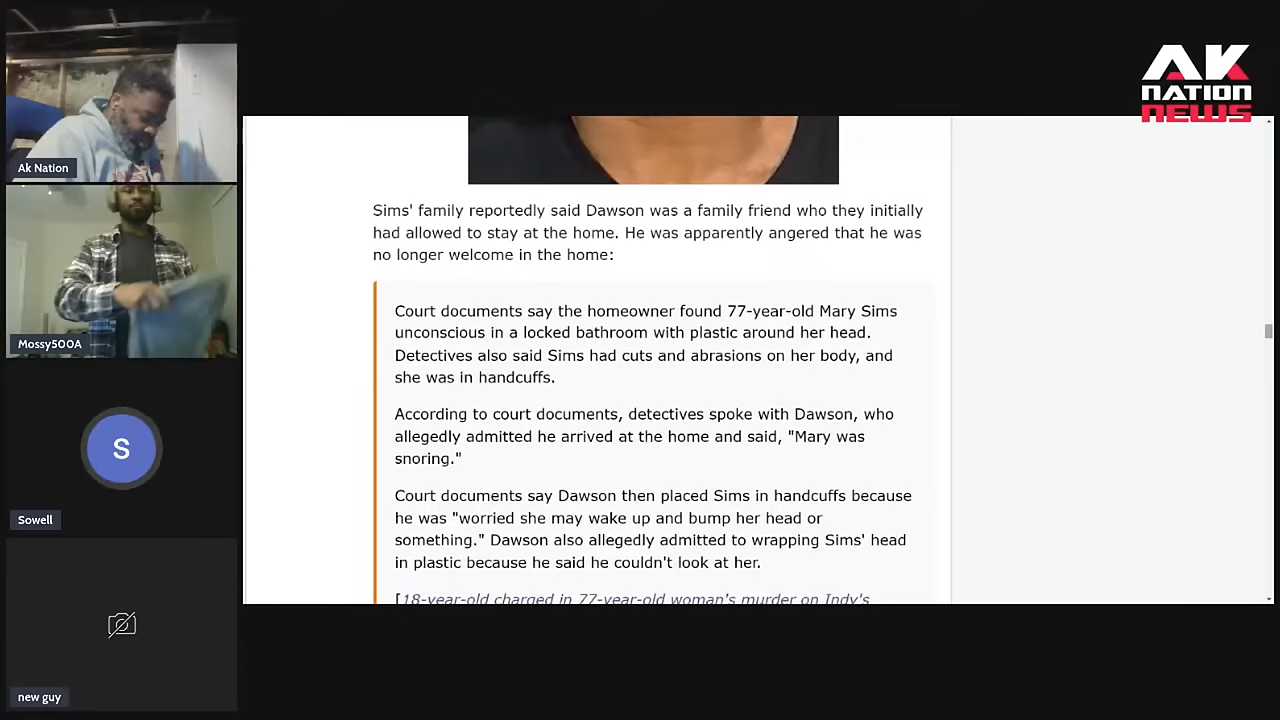 AK
NATION
NEWS
Ak Nation
Mossy500A
S
Sowell
new guy
Sims' family reportedly said Dawson was a family friend who they initially
had allowed to stay at the home. He was apparently angered that he was
no longer welcome in the home:
Court documents say the homeowner found 77-year-old Mary Sims
unconscious in a locked bathroom with plastic around her head.
Detectives also said Sims had cuts and abrasions on her body, and
she was in handcuffs.
According to court documents, detectives spoke with Dawson, who
allegedly admitted he arrived at the home and said, "Mary was
snoring."
Court documents say Dawson then placed Sims in handcuffs because
he was "worried she may wake up and bump her head or
something." Dawson also allegedly admitted to wrapping Sims' head
in plastic because he said he couldn't look at her.
[18-year-old charged in 77-year-old woman's murder on Indy's